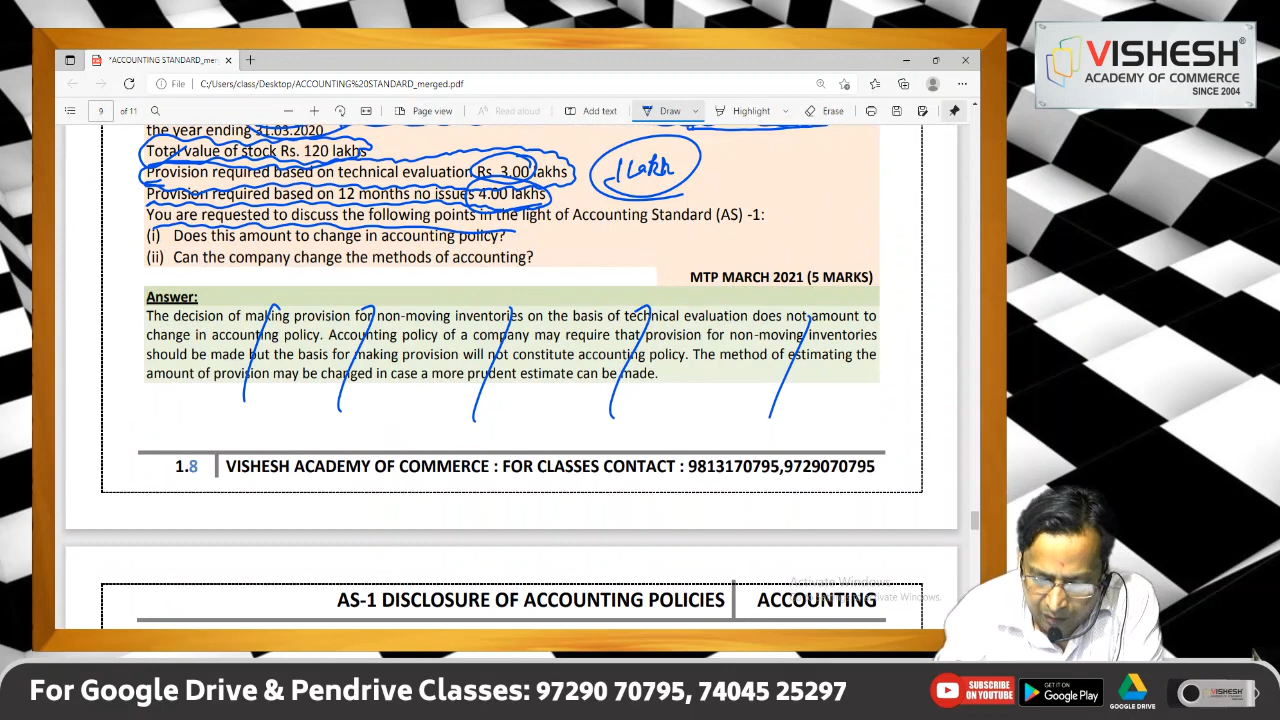 VISHESH®
ACADEMY OF COMMERCE
SINCE 2004
*ACCOUNTING STANDARD_merg
File
C:/Users/class/Desktop/ACCOUNTING%20STANDARD_merged.pdf
9 of 11
Page view
Read aloud
Add text
Draw
Highlight
Erase
the year ending 31.03.2020
Total value of stock Rs. 120 lakhs
Provision required based on technical evaluation Rs. 3.00 lakhs
1 lakh
Provision required based on 12 months no issues 4.00 lakhs
You are requested to discuss the following points in the light of Accounting Standard (AS) -1:
(i) Does this amount to change in accounting policy?
(ii) Can the company change the methods of accounting?
MTP MARCH 2021 (5 MARKS)
Answer:
The decision of making provision for non-moving inventories on the basis of technical evaluation does not amount to
change in accounting policy. Accounting policy of a company may require that provision for non-moving inventories
should be made but the basis for making provision will not constitute accounting policy. The method of estimating the
amount of provision may be changed in case a more prudent estimate can be made.
1.8 VISHESH ACADEMY OF COMMERCE : FOR CLASSES CONTACT : 9813170795,9729070795
Activate Windows
AS-1 DISCLOSURE OF ACCOUNTING POLICIES ACCOUNTING
For Google Drive & Pendrive Classes: 97290 70795, 74045 25297
SUBSCRIBE
ON YOUTUBE
GET IT ON
Google Play
GOOGLE DRIVE
VISHESH